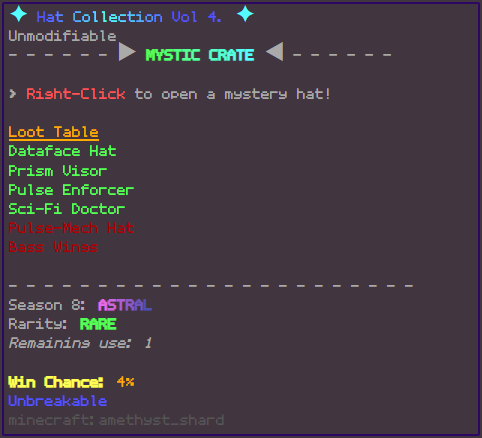 ✦ Hat Collection Vol 4. ✦
Unmodifiable
- - - - - - ▶ MYSTIC CRATE ◀ - - - - - -
> Right-Click to open a mystery hat!
Loot Table
Dataface Hat
Prism Visor
Pulse Enforcer
Sci-Fi Doctor
Pulse-Mech Hat
Bass Wings
- - - - - - - - - - - - - - - - - - - - - - - -
Season 8: ASTRAL
Rarity: RARE
Remaining use: 1
Win Chance: 4%
Unbreakable
minecraft:amethyst_shard